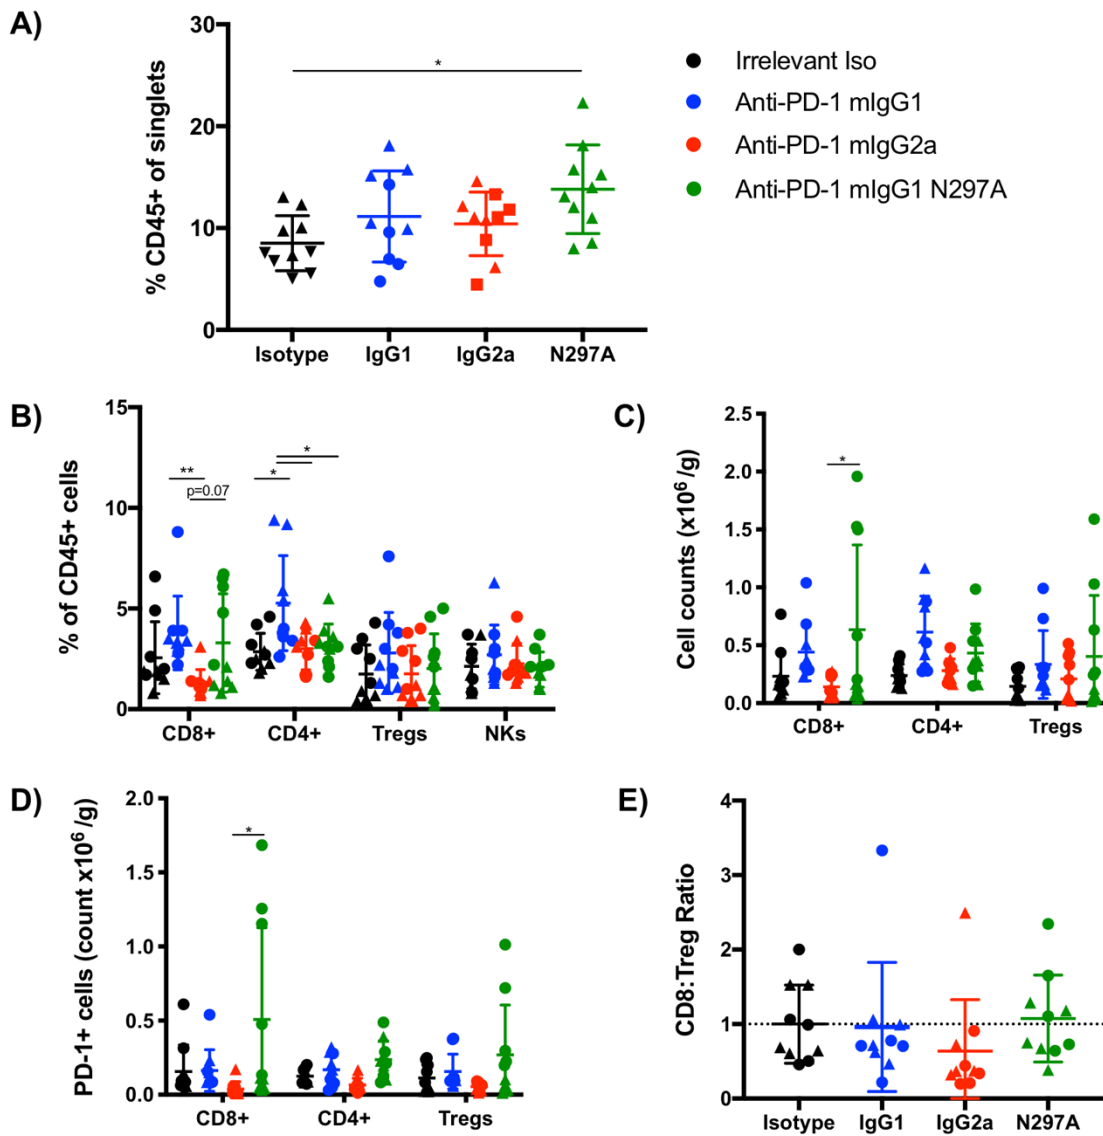 A)
% CD45+ of singlets
30
20
10
0
*
Isotype IgG1 IgG2a N297A
Irrelevant Iso
Anti-PD-1 mIgG1
Anti-PD-1 mIgG2a
Anti-PD-1 mIgG1 N297A
B)
% of CD45+ cells
15
10
5
0
**
p=0.07
*
*
CD8+ CD4+ Tregs NKs
C)
Cell counts (x10⁶/g)
2.5
2.0
1.5
1.0
0.5
0.0
*
CD8+ CD4+ Tregs
D)
PD-1+ cells (count x10⁶/g)
2.0
1.5
1.0
0.5
0.0
*
CD8+ CD4+ Tregs
E)
CD8:Treg Ratio
4
3
2
1
0
Isotype IgG1 IgG2a N297A